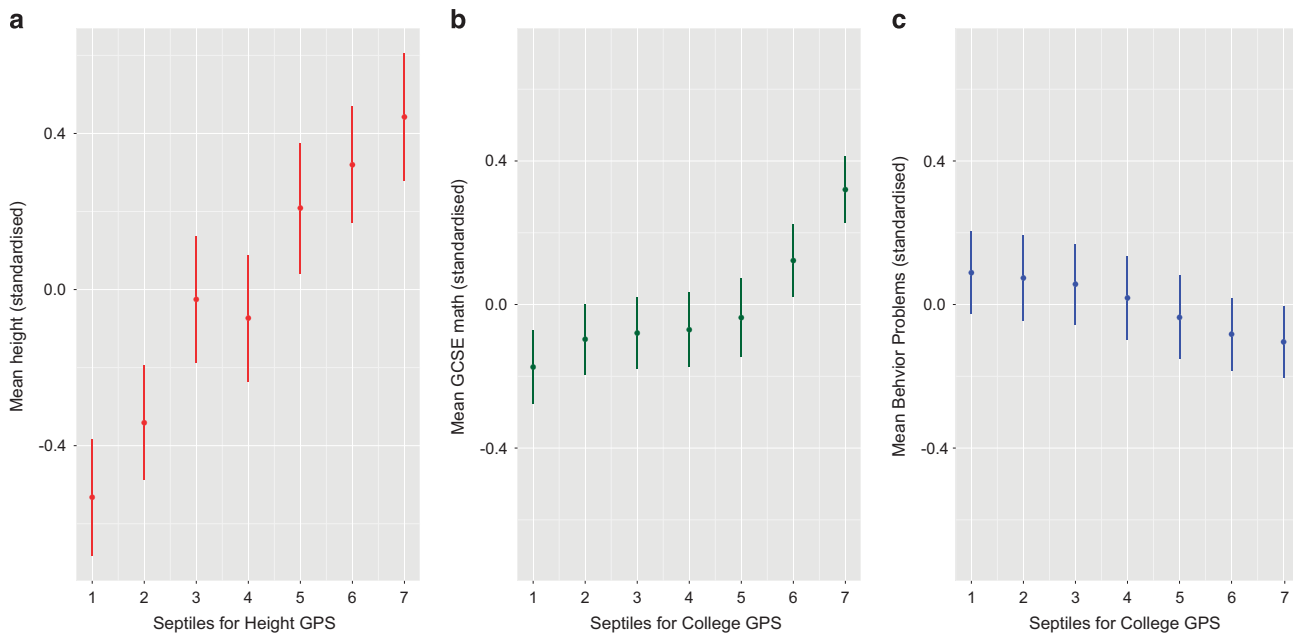 a
Mean height (standardised)
0.4
0.0
-0.4
1 2 3 4 5 6 7
Septiles for Height GPS
b
Mean GCSE math (standardised)
0.4
0.0
-0.4
1 2 3 4 5 6 7
Septiles for College GPS
c
Mean Behvior Problems (standardised)
0.4
0.0
-0.4
1 2 3 4 5 6 7
Septiles for College GPS